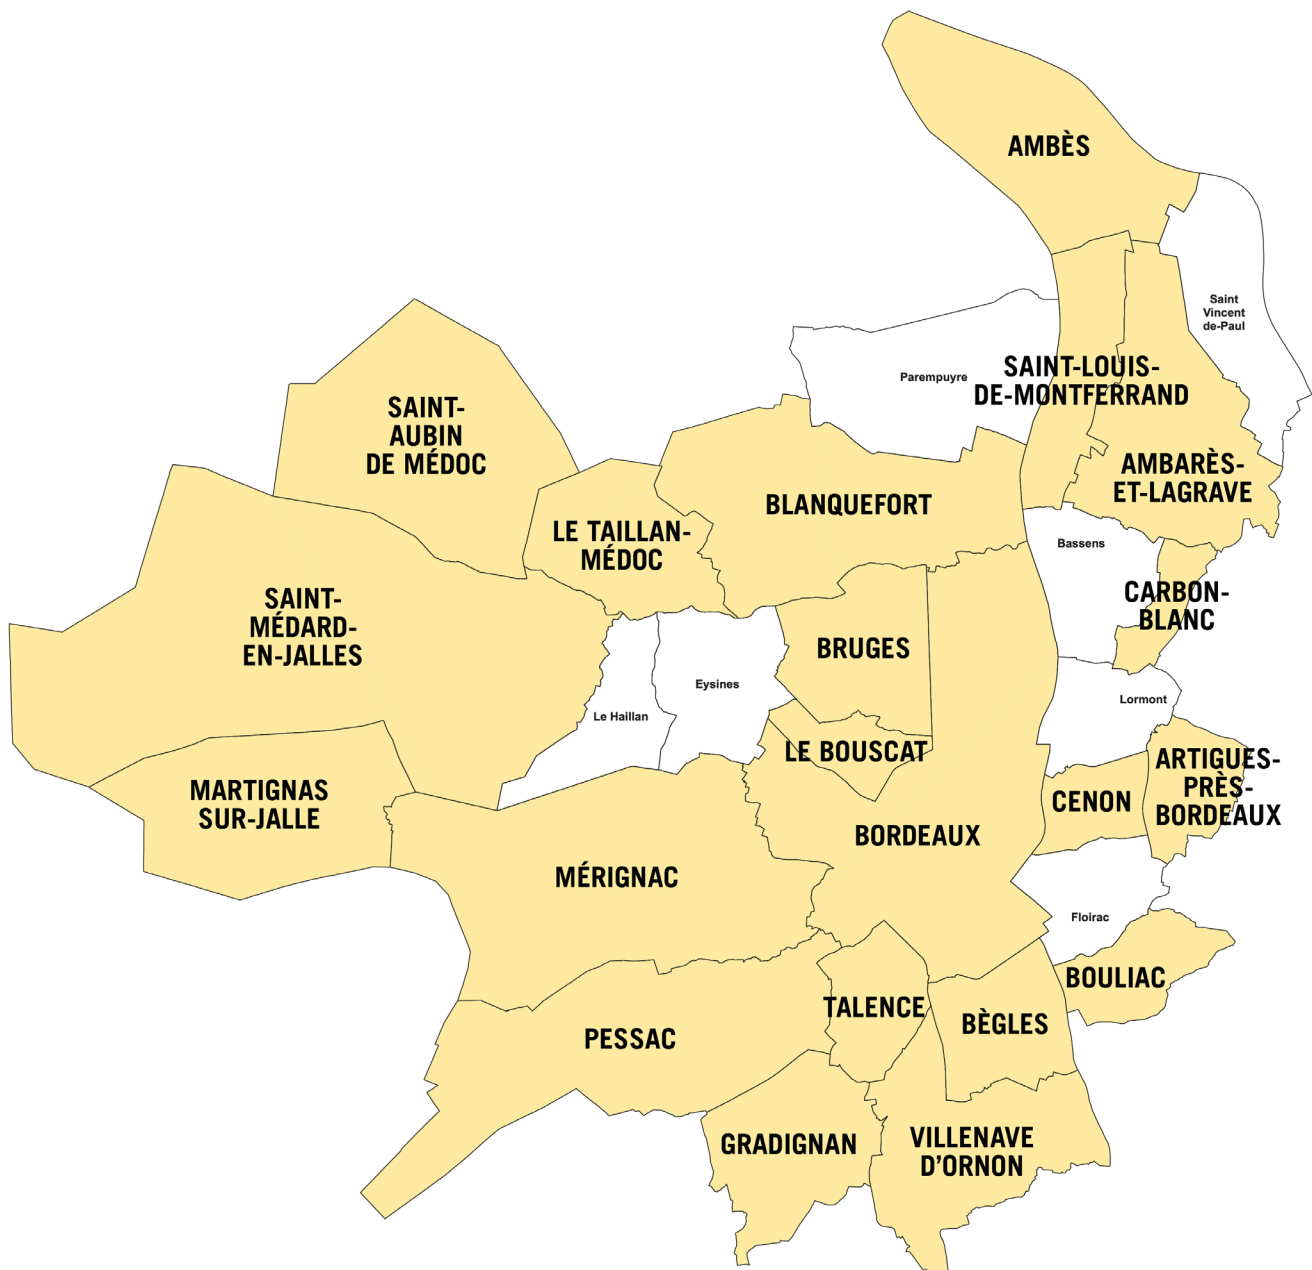 AMBÈS
Saint
Vincent
de-Paul
Parempuyre
SAINT-LOUIS-
DE-MONTFERRAND
SAINT-
AUBIN
DE MÉDOC
AMBARÈS-
ET-LAGRAVE
BLANQUEFORT
LE TAILLAN-
MÉDOC
Bassens
CARBON-
BLANC
SAINT-
MÉDARD-
EN-JALLES
BRUGES
Eysines
Lormont
Le Haillan
LE BOUSCAT
ARTIGUES-
PRÈS-
BORDEAUX
MARTIGNAS
SUR-JALLE
CENON
BORDEAUX
MÉRIGNAC
Floirac
BOULIAC
TALENCE
BÈGLES
PESSAC
GRADIGNAN
VILLENAVE
D'ORNON